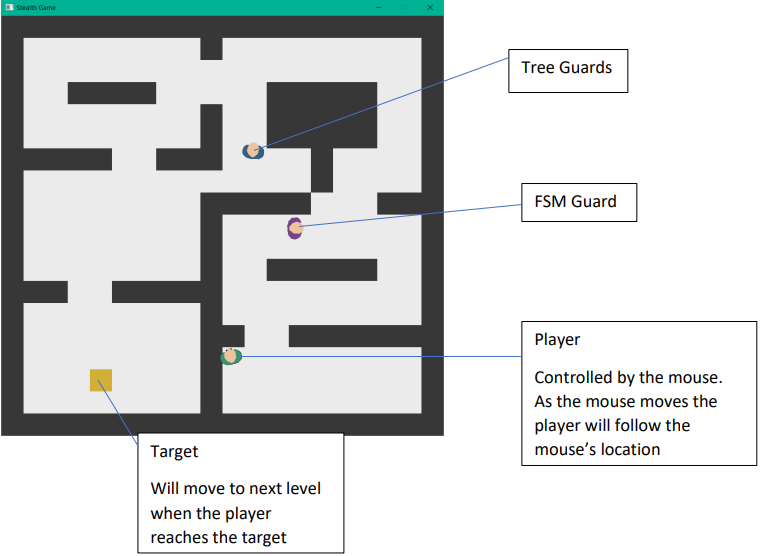 Stealth Game
Tree Guards
FSM Guard
Player
Controlled by the mouse.
As the mouse moves the
player will follow the
mouse's location
Target
Will move to next level
when the player
reaches the target